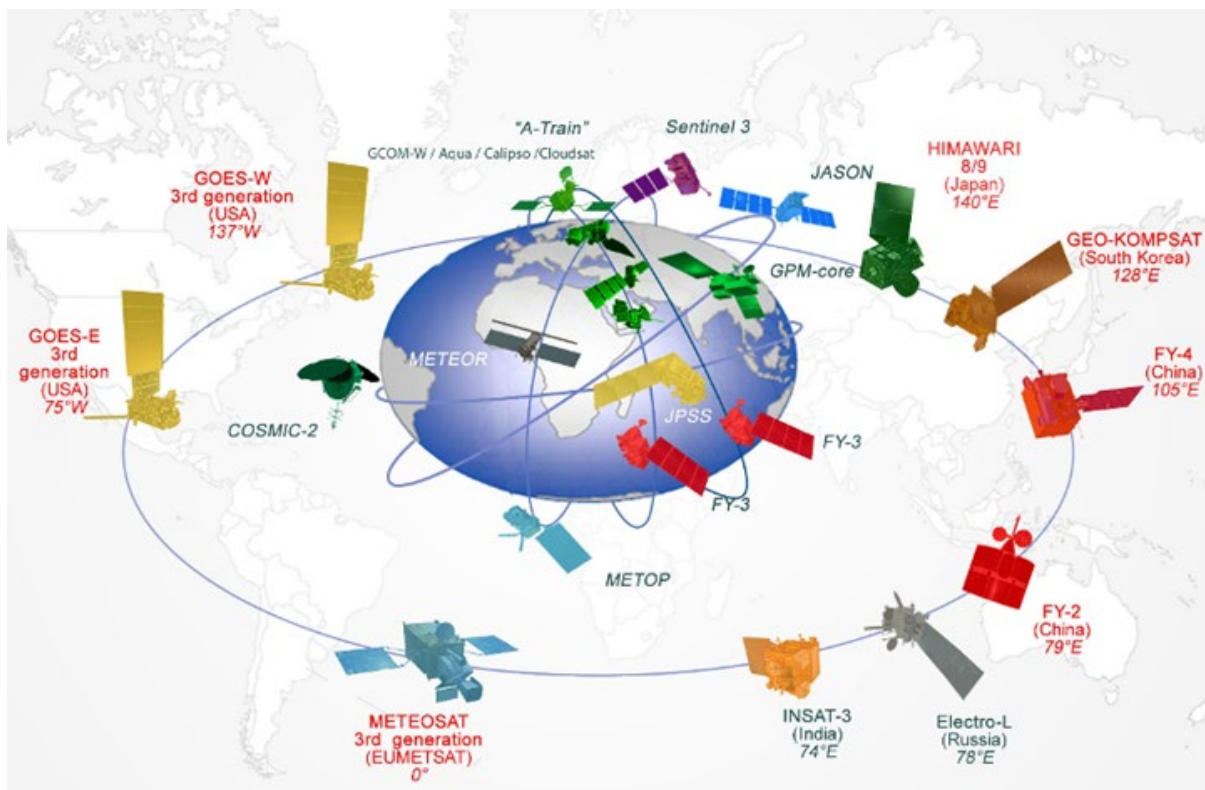 "A-Train"
GCOM-W / Aqua / Calipso /Cloudsat
Sentinel 3
JASON
HIMAWARI
8/9
(Japan)
140°E
GOES-W
3rd generation
(USA)
137°W
GPM-core
GEO-KOMPSAT
(South Korea)
128°E
GOES-E
3rd
generation
(USA)
75°W
METEOR
FY-4
(China)
105°E
COSMIC-2
JPSS
FY-3
FY-3
METOP
FY-2
(China)
79°E
METEOSAT
3rd generation
(EUMETSAT)
0°
INSAT-3
(India)
74°E
Electro-L
(Russia)
78°E